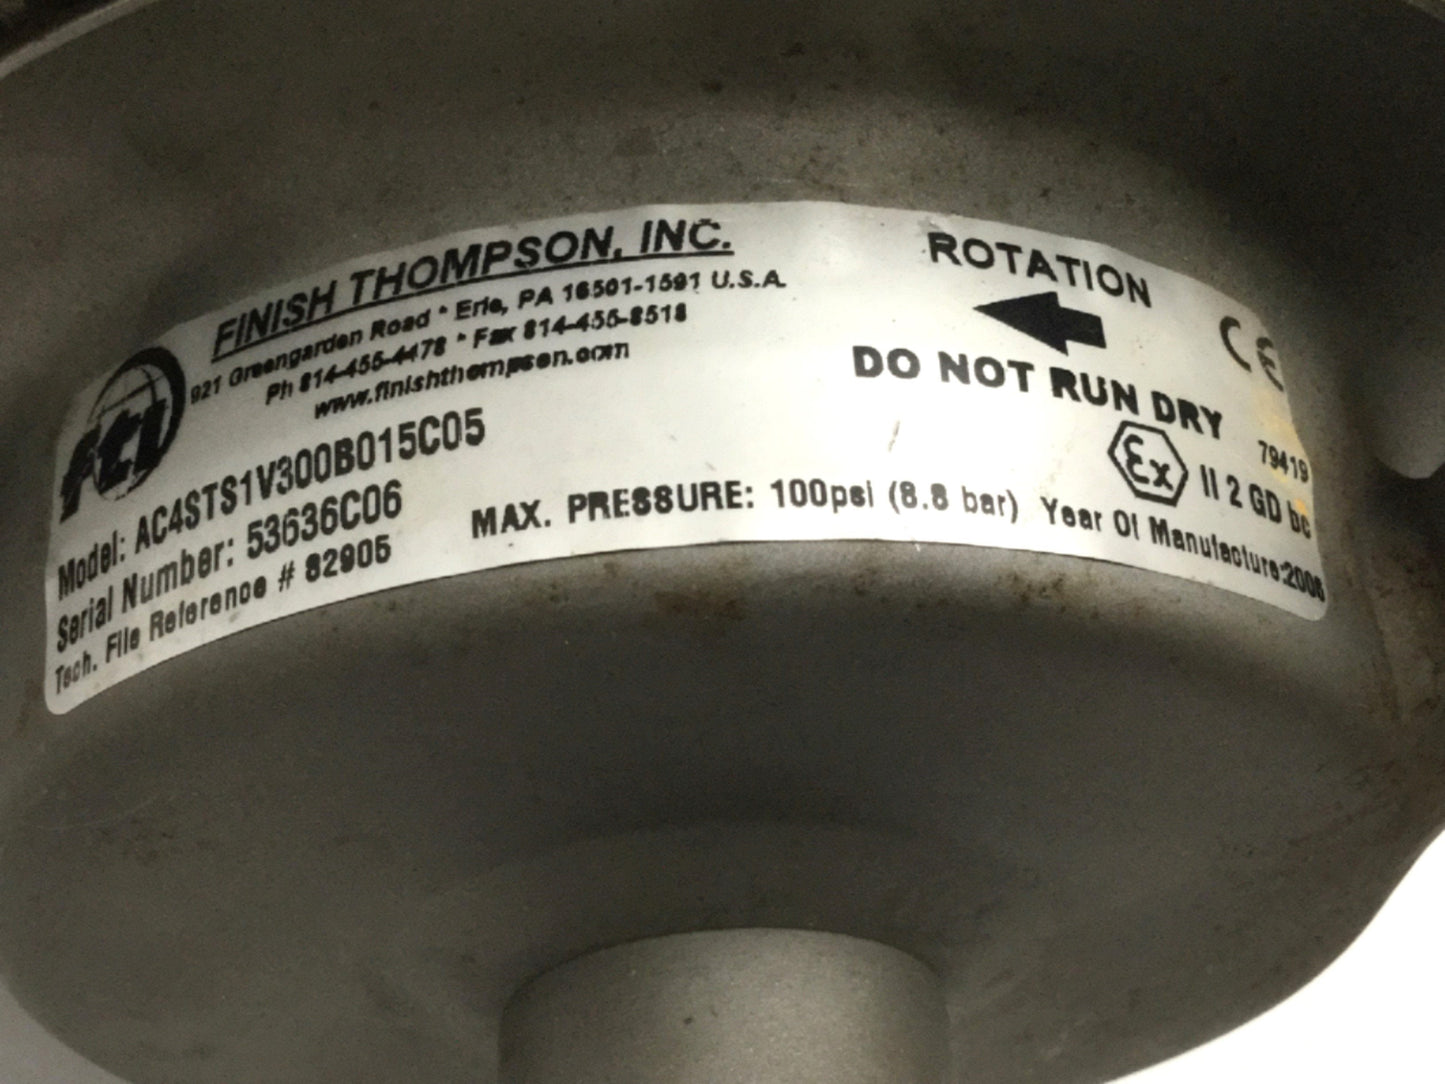 FTI
FINISH THOMPSON, INC.
921 Greengarden Road * Erie, PA 16501-1591 U.S.A.
Ph 814-455-4478 * Fax 814-455-8518
www.finishthompson.com
Model: AC4STS1V300B015C05
Serial Number: 53636C06
Tech. File Reference # 82905
MAX. PRESSURE: 100psi (8.8 bar)
ROTATION
DO NOT RUN DRY
CE
79419
Ex II 2 GD bc
Year Of Manufacture:2006